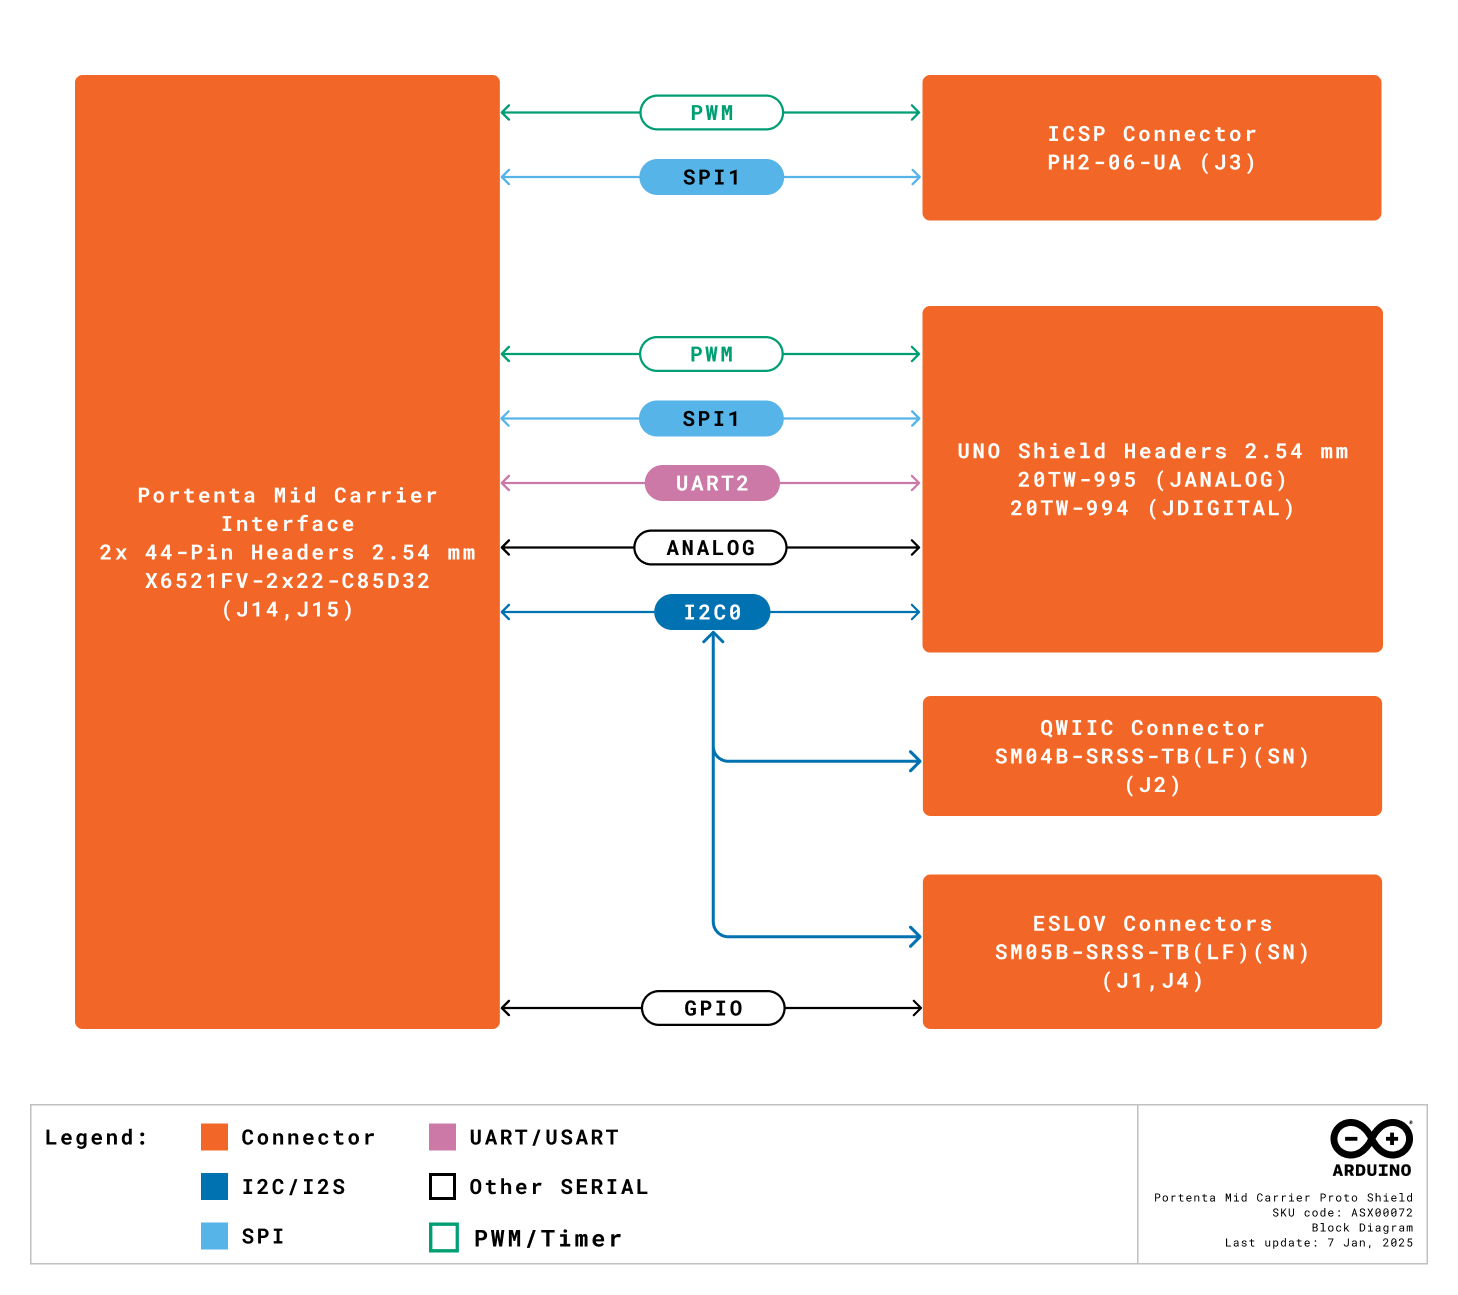 PWM
SPI1
ICSP Connector
PH2-06-UA (J3)
PWM
SPI1
UART2
ANALOG
I2C0
UNO Shield Headers 2.54 mm
20TW-995 (JANALOG)
20TW-994 (JDIGITAL)
Portenta Mid Carrier
Interface
2x 44-Pin Headers 2.54 mm
X6521FV-2x22-C85D32
(J14,J15)
QWIIC Connector
SM04B-SRSS-TB(LF)(SN)
(J2)
ESLOV Connectors
SM05B-SRSS-TB(LF)(SN)
(J1,J4)
GPIO
Legend:
Connector
UART/USART
I2C/I2S
Other SERIAL
SPI
PWM/Timer
ARDUINO
Portenta Mid Carrier Proto Shield
SKU code: ASX00072
Block Diagram
Last update: 7 Jan, 2025